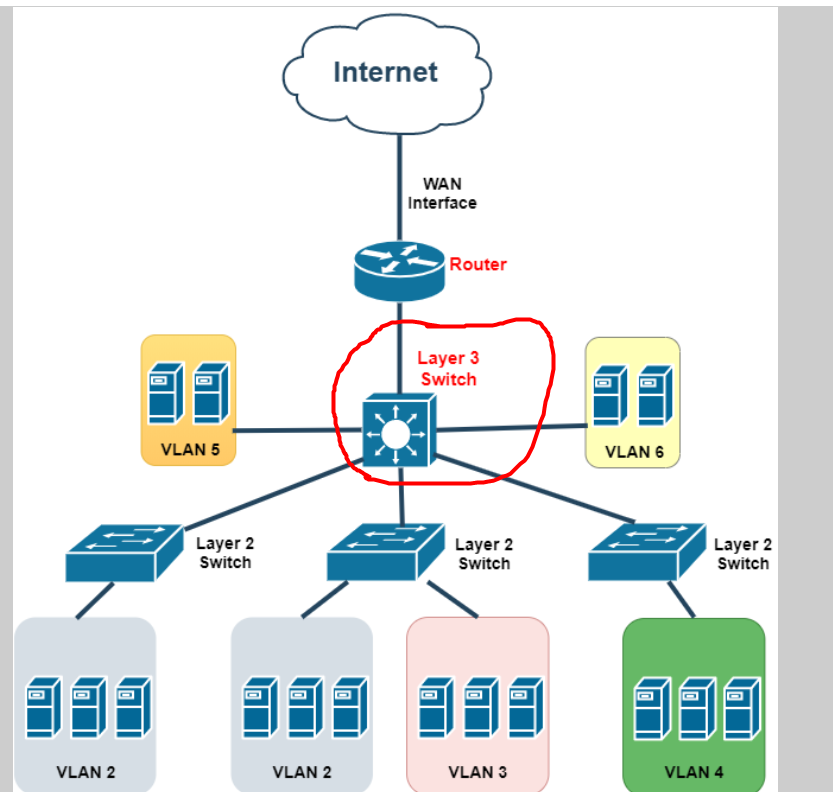 Internet
WAN
Interface
Router
Layer 3
Switch
VLAN 5
VLAN 6
Layer 2
Switch
Layer 2
Switch
Layer 2
Switch
VLAN 2
VLAN 2
VLAN 3
VLAN 4